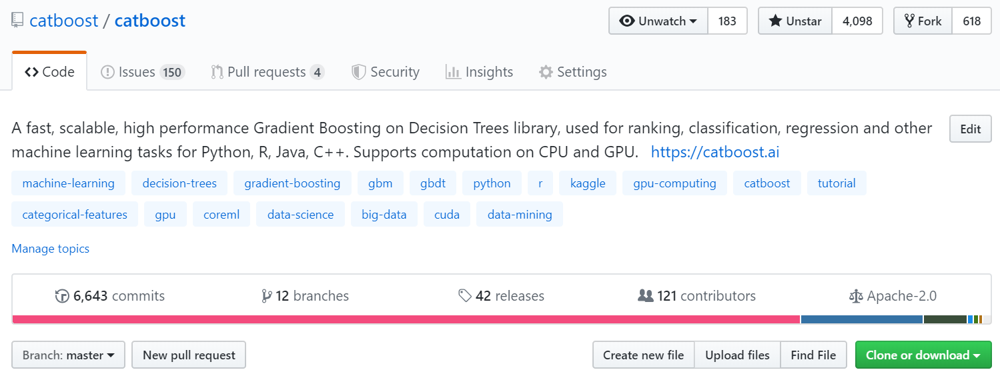 catboost / catboost Unwatch 183 Unstar 4,098 Fork 618
Code Issues 150 Pull requests 4 Security Insights Settings
A fast, scalable, high performance Gradient Boosting on Decision Trees library, used for ranking, classification, regression and other Edit
machine learning tasks for Python, R, Java, C++. Supports computation on CPU and GPU. https://catboost.ai
machine-learning decision-trees gradient-boosting gbm gbdt python r kaggle gpu-computing catboost tutorial
categorical-features gpu coreml data-science big-data cuda data-mining
Manage topics
6,643 commits 12 branches 42 releases 121 contributors Apache-2.0
Branch: master New pull request Create new file Upload files Find File Clone or download